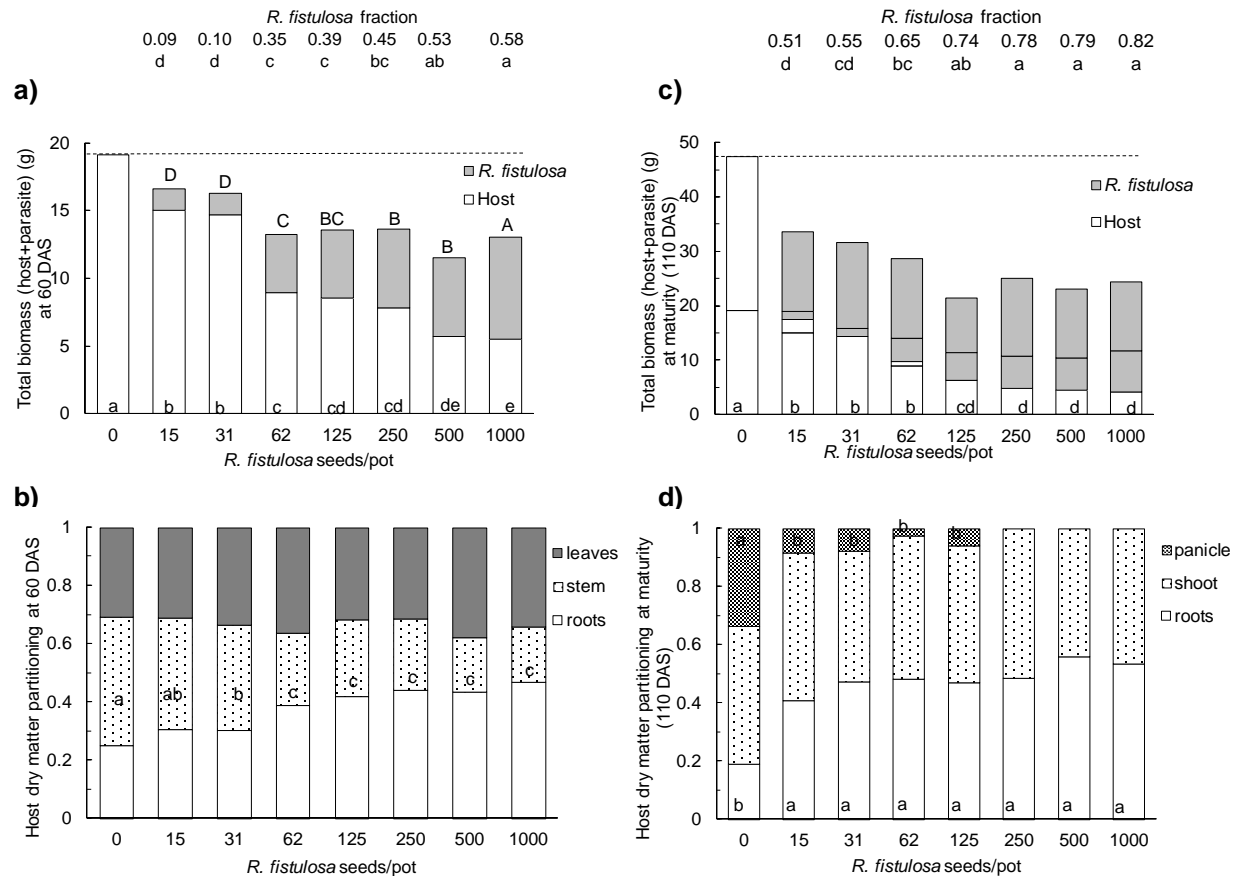 R. fistulosa fraction
0.09 0.10 0.35 0.39 0.45 0.53 0.58
d d c c bc ab a
a)
Total biomass (host+parasite) (g)
at 60 DAS
20
15
10
5
0
D D C BC B B A
R. fistulosa
Host
a b b c cd cd de e
0 15 31 62 125 250 500 1000
R. fistulosa seeds/pot
b)
Host dry matter partitioning at 60 DAS
1
0.8
0.6
0.4
0.2
0
leaves
stem
roots
a ab b c c c c c
0 15 31 62 125 250 500 1000
R. fistulosa seeds/pot
R. fistulosa fraction
0.51 0.55 0.65 0.74 0.78 0.79 0.82
d cd bc ab a a a
c)
Total biomass (host+parasite) (g)
at maturity (110 DAS)
50
40
30
20
10
0
R. fistulosa
Host
a b b b cd d d d
0 15 31 62 125 250 500 1000
R. fistulosa seeds/pot
d)
Host dry matter partitioning at maturity
(110 DAS)
1
0.8
0.6
0.4
0.2
0
a b b b b
panicle
shoot
roots
b a a a a a a a
0 15 31 62 125 250 500 1000
R. fistulosa seeds/pot